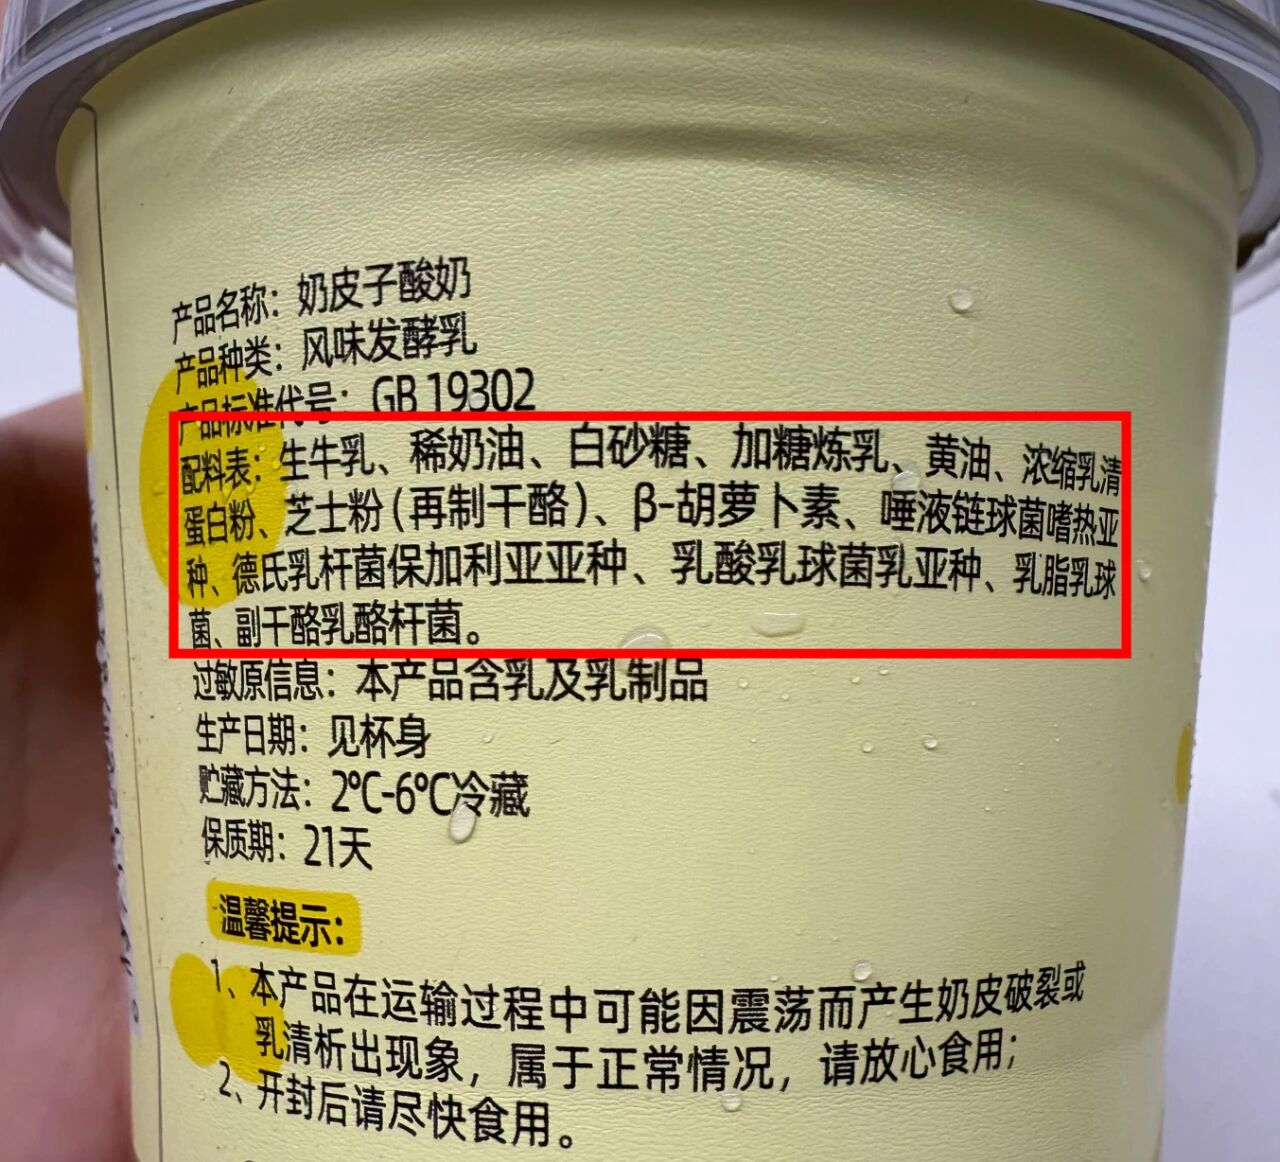 产品名称：奶皮子酸奶
产品种类：风味发酵乳
产品标准代号：GB 19302
配料表：生牛乳、稀奶油、白砂糖、加糖炼乳、黄油、浓缩乳清
蛋白粉、芝士粉（再制干酪）、β-胡萝卜素、唾液链球菌嗜热亚
种、德氏乳杆菌保加利亚亚种、乳酸乳球菌乳亚种、乳脂乳球
菌、副干酪乳酪杆菌。
过敏原信息：本产品含乳及乳制品
生产日期：见杯身
贮藏方法：2℃-6℃冷藏
保质期：21天
温馨提示：
1、本产品在运输过程中可能因震荡而产生奶皮破裂或
乳清析出现象，属于正常情况，请放心食用；
2、开封后请尽快食用。